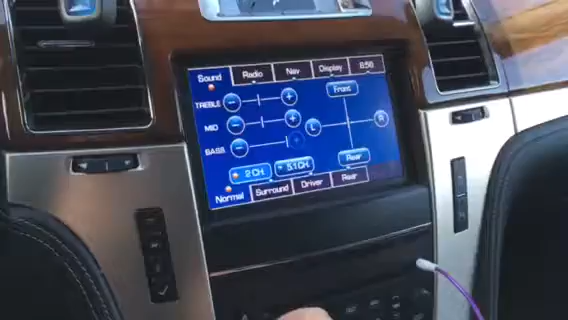 Sound Radio Nav Display 6:56
TREBLE − + Front
MID − + L R
BASS − +
2 CH 5.1 CH Rear
Normal Surround Driver Rear